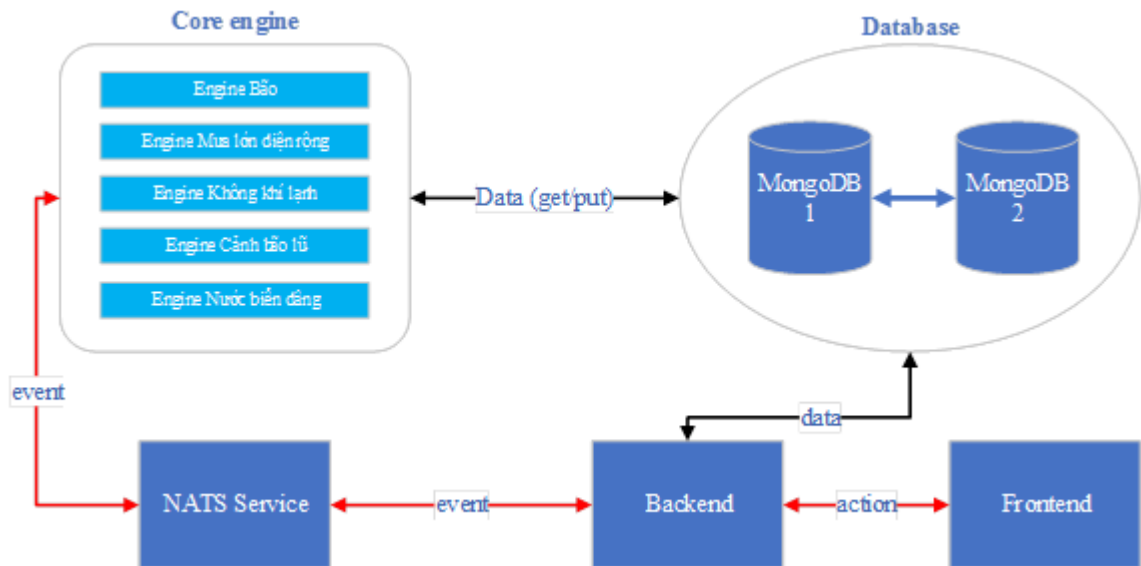 Core engine
Database
Engine Bão
Engine Mua lớn diện rộng
Engine Không khí lạnh
Engine Cảnh báo lũ
Engine Nước biển dâng
Data (get/put)
MongoDB
1
MongoDB
2
event
data
NATS Service
event
Backend
action
Frontend